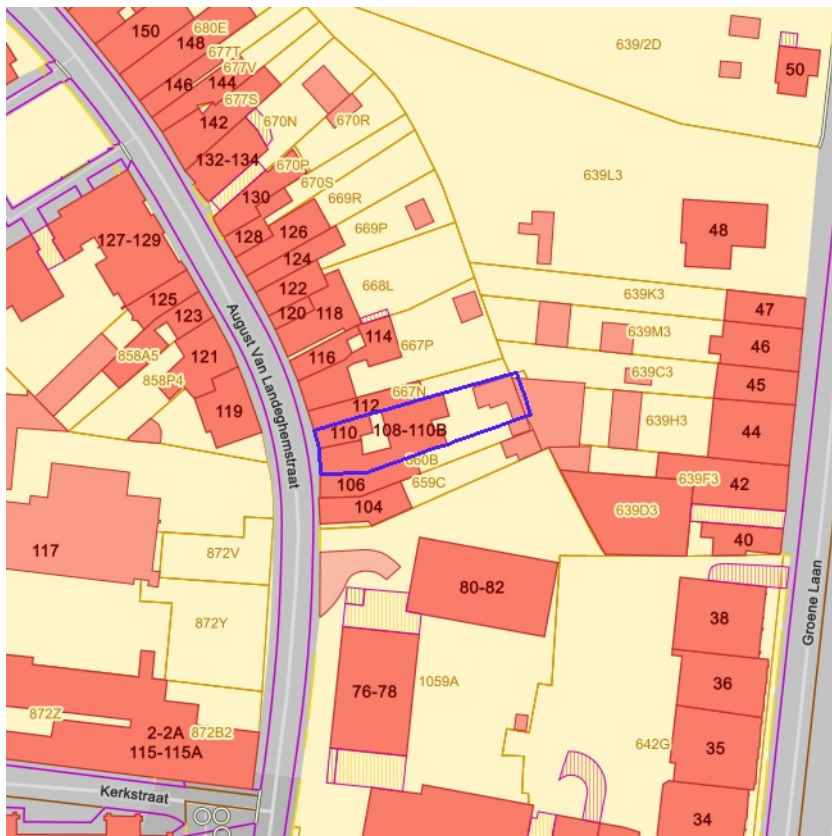 150
148
680E
677T
677V
146
144
677S
142
670N
670R
132-134
670P
670S
130
669R
128
126
669P
124
122
668L
120
118
114
116
667P
667N
112
110
108-110B
660B
659C
106
104
127-129
125
123
858A5
121
858P4
119
August Van Landeghemstraat
117
872V
872Y
872Z
2-2A
872B2
115-115A
Kerkstraat
80-82
76-78
1059A
639/2D
50
639L3
48
639K3
47
639M3
46
639C3
45
639H3
44
639F3
42
639D3
40
Groene Laan
38
36
35
642G
34